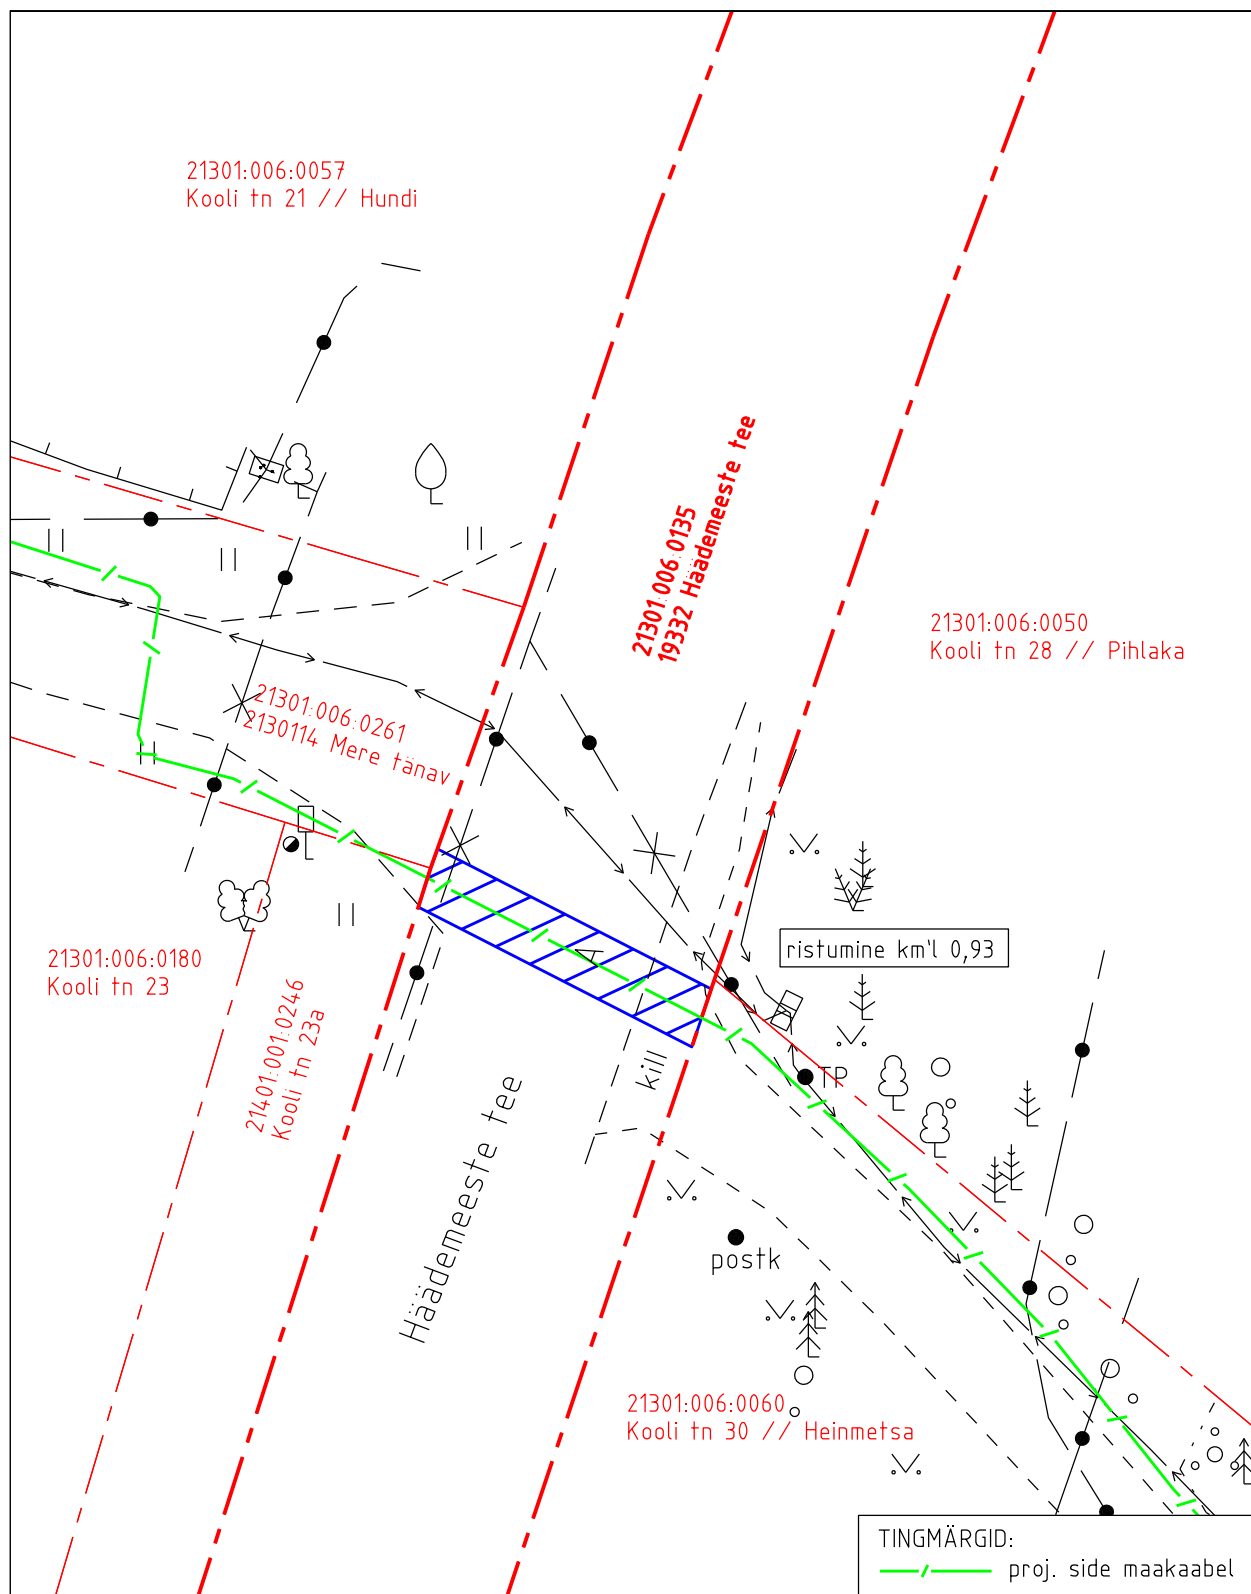 21301:006:0057
Kooli tn 21 // Hundi
21301:006:0135
19332 Häädemeeste tee
21301:006:0050
Kooli tn 28 // Pihlaka
21301:006:0261
2130114 Mere tänav
21301:006:0180
Kooli tn 23
ristumine km'l 0,93
A
21401:001:0246
Kooli tn 23a
kill
TP
Häädemeeste tee
postk
21301:006:0060
Kooli tn 30 // Heinmetsa
TINGMÄRGID:
proj. side maakaabel